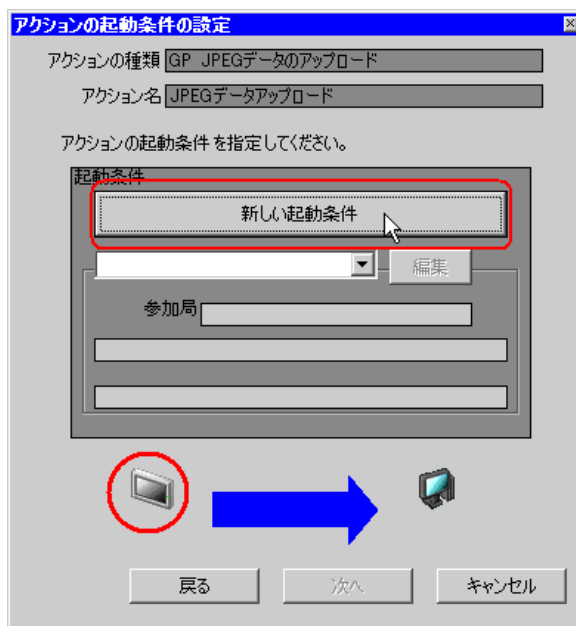 アクションの起動条件の設定
アクションの種類 GP JPEGデータのアップロード
アクション名 JPEGデータアップロード
アクションの起動条件を指定してください。
起動条件
新しい起動条件
編集
参加局
戻る 次へ キャンセル